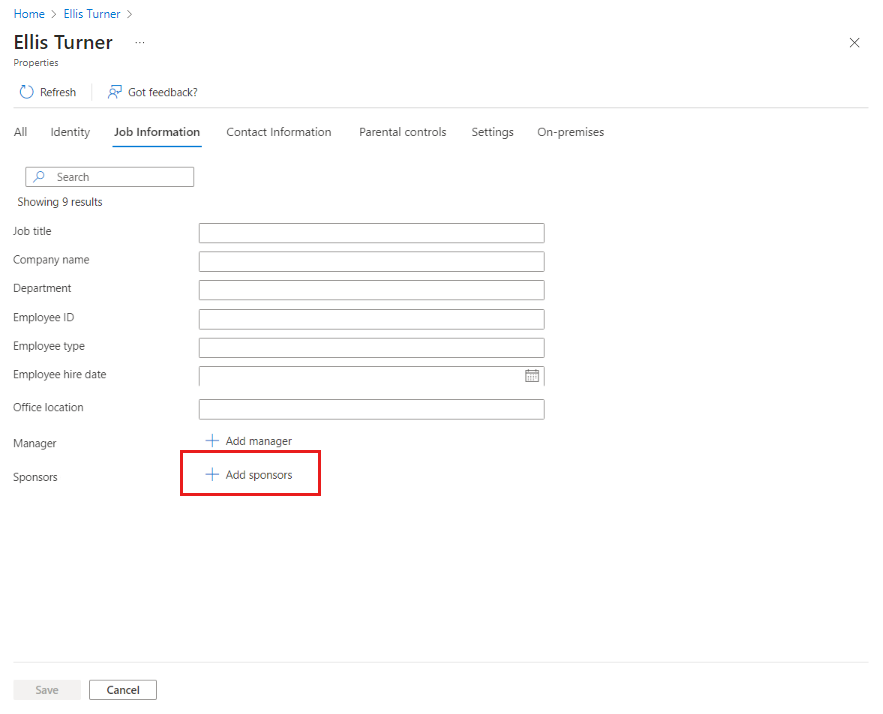 Home > Ellis Turner >
Ellis Turner ...
Properties
Refresh Got feedback?
All Identity Job Information Contact Information Parental controls Settings On-premises
Search
Showing 9 results
Job title
Company name
Department
Employee ID
Employee type
Employee hire date
Office location
Manager + Add manager
Sponsors + Add sponsors
Save Cancel